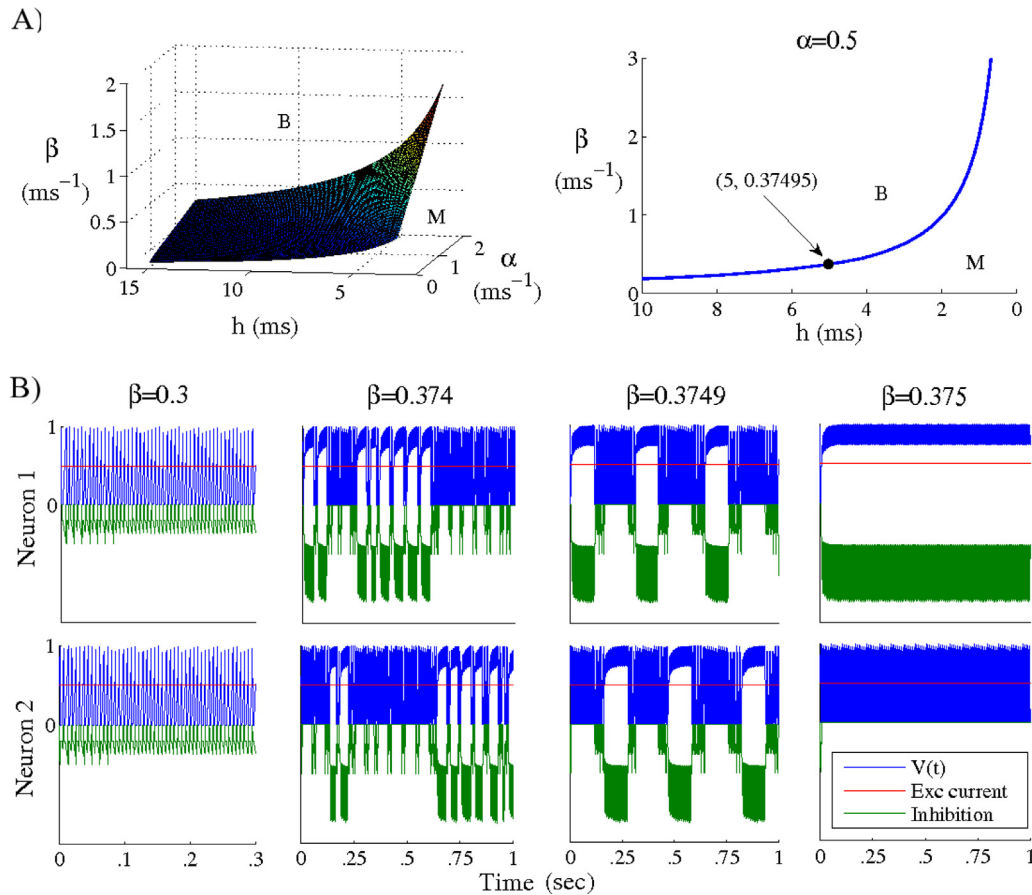 A)
β
(ms⁻¹)
2
1.5
1
0.5
0
B
M
15
10
5
0
1
2
α
(ms⁻¹)
h (ms)
α=0.5
β
(ms⁻¹)
3
2
1
0
(5, 0.37495)
B
M
10
8
6
4
2
0
h (ms)
B)
β=0.3
β=0.374
β=0.3749
β=0.375
Neuron 1
1
0
Neuron 2
1
0
V(t)
Exc current
Inhibition
0 .1 .2 .3
0 .25 .5 .75 1
0 .25 .5 .75 1
0 .25 .5 .75 1
Time (sec)